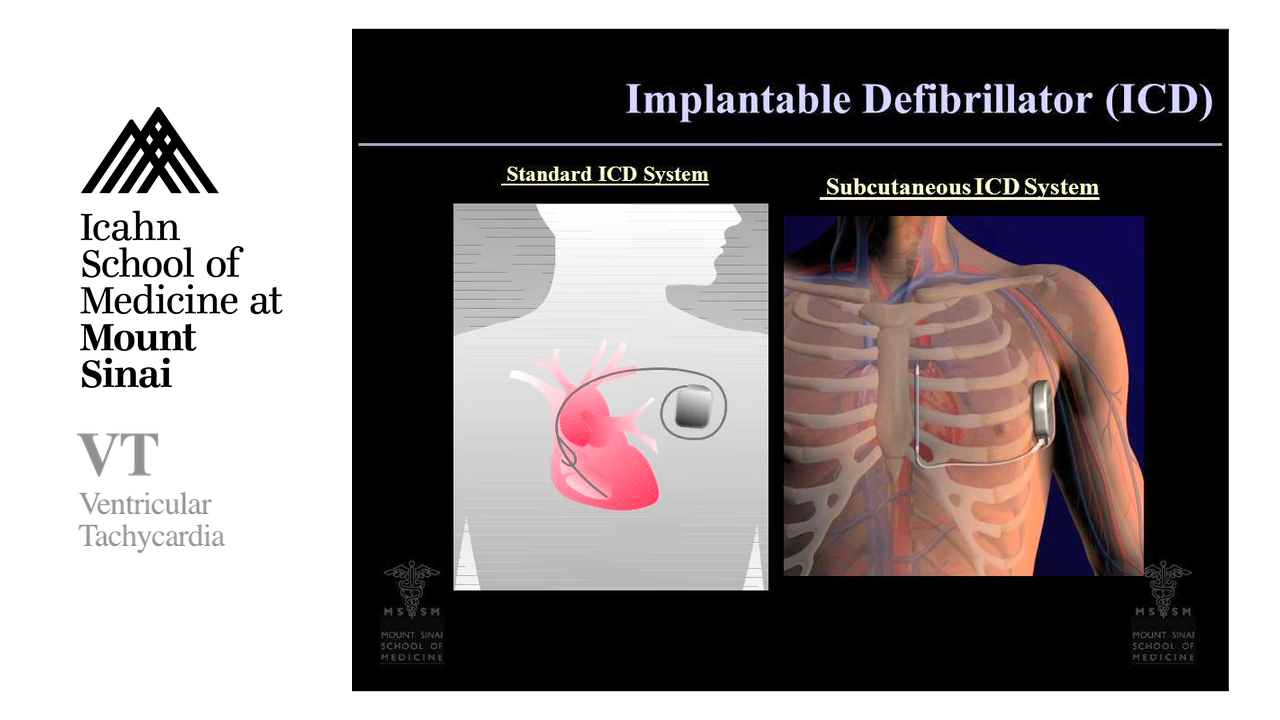 Icahn
School of
Medicine at
Mount
Sinai
VT
Ventricular
Tachycardia
Implantable Defibrillator (ICD)
Standard ICD System
Subcutaneous ICD System
MS SM
MOUNT SINAI
SCHOOL OF
MEDICINE
MS SM
MOUNT SINAI
SCHOOL OF
MEDICINE